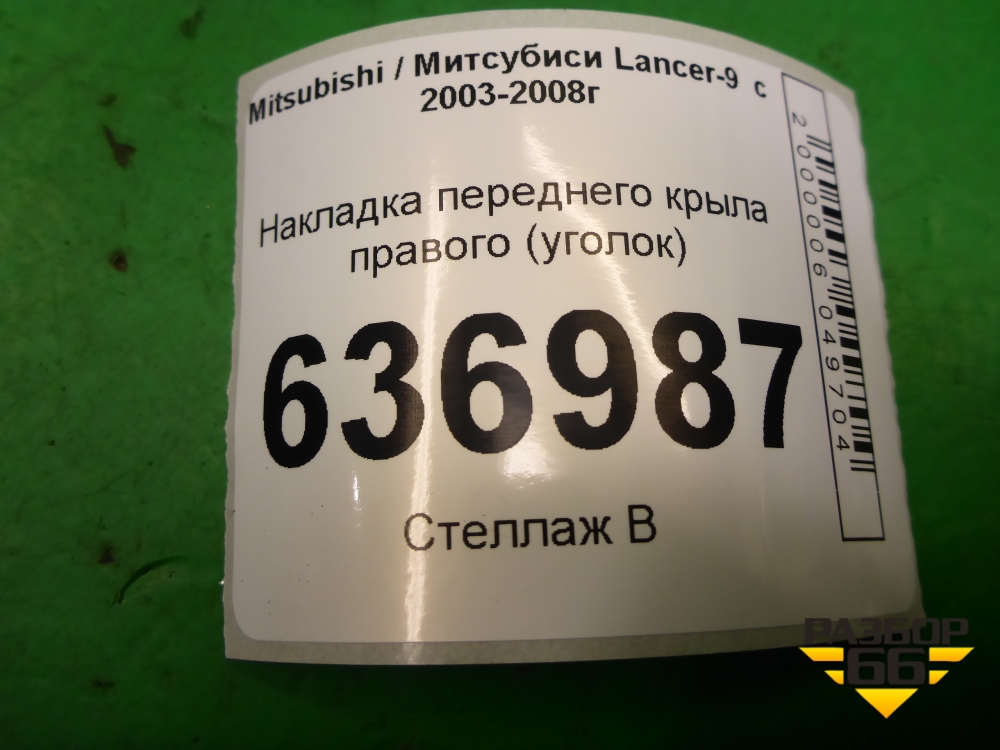 Mitsubishi / Митсубиси Lancer-9 с
2003-2008г
Накладка переднего крыла
правого (уголок)
636987
Стеллаж В
2000006049704
РАЗБОР
66